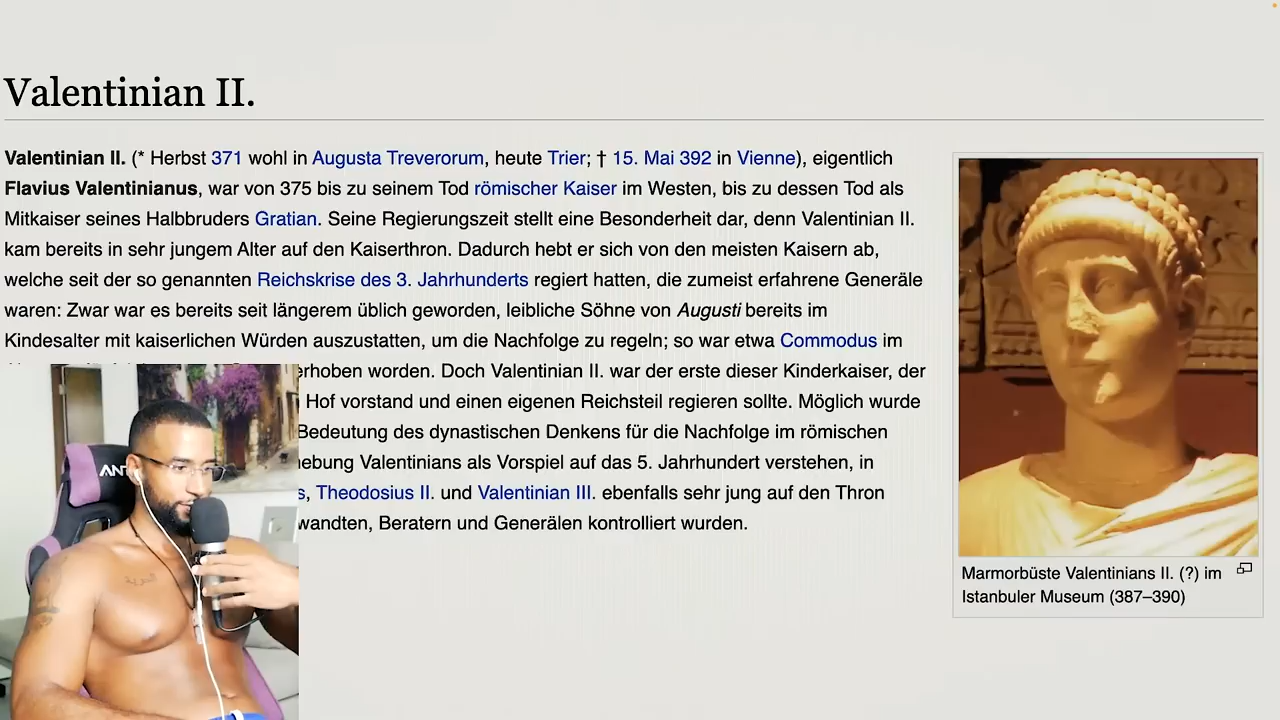 Valentinian II.
Valentinian II. (* Herbst 371 wohl in Augusta Treverorum, heute Trier; † 15. Mai 392 in Vienne), eigentlich
Flavius Valentinianus, war von 375 bis zu seinem Tod römischer Kaiser im Westen, bis zu dessen Tod als
Mitkaiser seines Halbbruders Gratian. Seine Regierungszeit stellt eine Besonderheit dar, denn Valentinian II.
kam bereits in sehr jungem Alter auf den Kaiserthron. Dadurch hebt er sich von den meisten Kaisern ab,
welche seit der so genannten Reichskrise des 3. Jahrhunderts regiert hatten, die zumeist erfahrene Generäle
waren: Zwar war es bereits seit längerem üblich geworden, leibliche Söhne von Augusti bereits im
Kindesalter mit kaiserlichen Würden auszustatten, um die Nachfolge zu regeln; so war etwa Commodus im
erhoben worden. Doch Valentinian II. war der erste dieser Kinderkaiser, der
Hof vorstand und einen eigenen Reichsteil regieren sollte. Möglich wurde
Bedeutung des dynastischen Denkens für die Nachfolge im römischen
ebung Valentinians als Vorspiel auf das 5. Jahrhundert verstehen, in
s, Theodosius II. und Valentinian III. ebenfalls sehr jung auf den Thron
wandten, Beratern und Generälen kontrolliert wurden.
Marmorbüste Valentinians II. (?) im
Istanbuler Museum (387–390)
AN